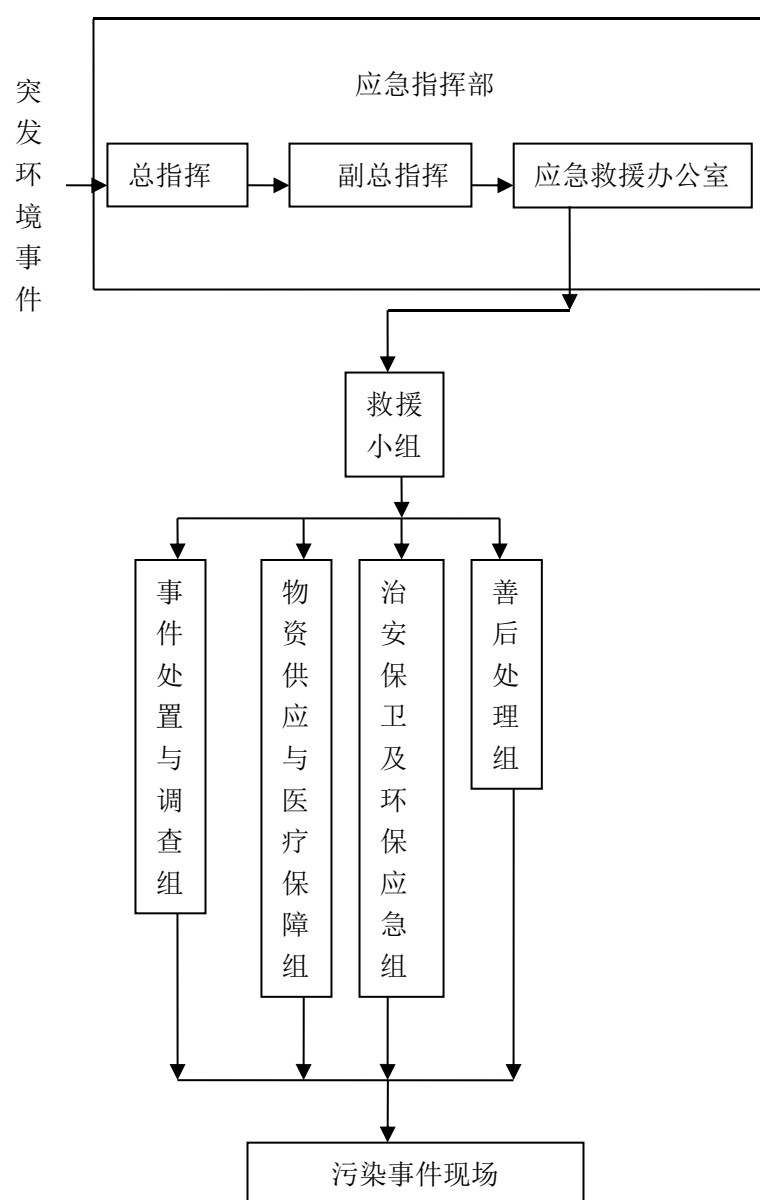 突发环境事件
应急指挥部
总指挥
副总指挥
应急救援办公室
救援
小组
事件处置与调查组
物资供应与医疗保障组
治安保卫及环保应急组
善后处理组
污染事件现场